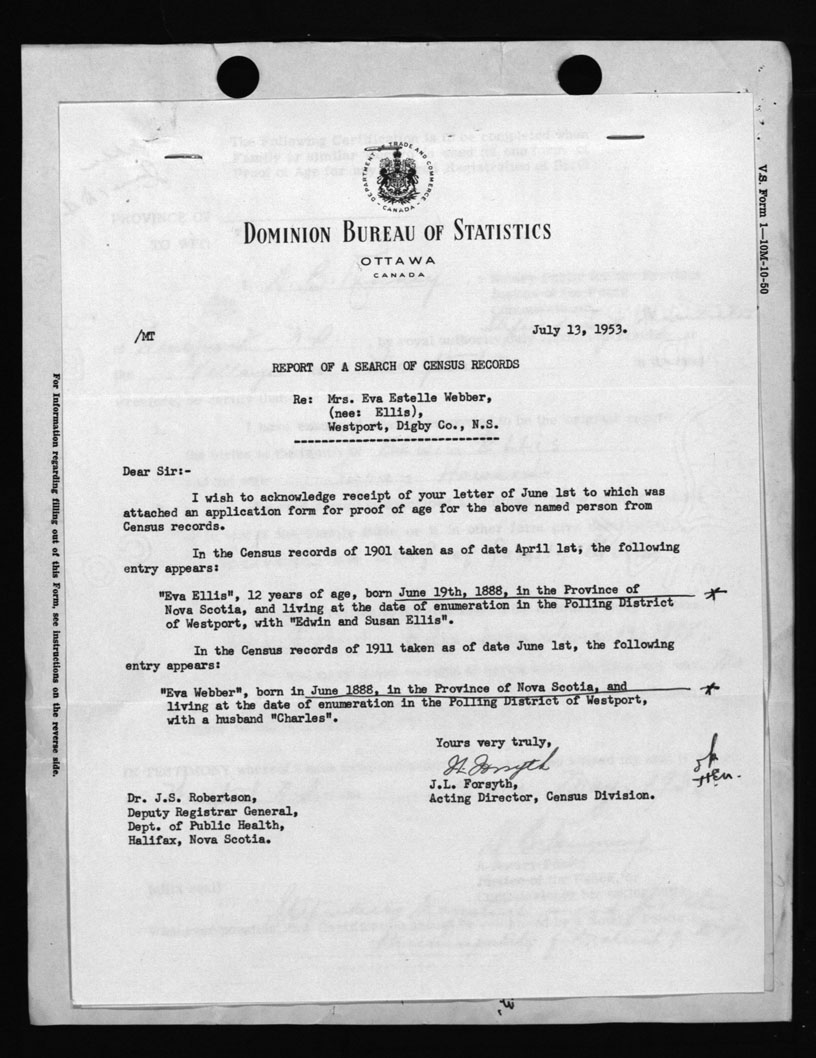 DEPARTMENT OF TRADE AND COMMERCE
CANADA
DOMINION BUREAU OF STATISTICS
OTTAWA
CANADA
V.S. Form 1—10M-10-50
/MT
July 13, 1953.
REPORT OF A SEARCH OF CENSUS RECORDS
Re: Mrs. Eva Estelle Webber,
(nee: Ellis),
Westport, Digby Co., N.S.
Dear Sir:-
I wish to acknowledge receipt of your letter of June 1st to which was
attached an application form for proof of age for the above named person from
Census records.
In the Census records of 1901 taken as of date April 1st, the following
entry appears:
"Eva Ellis", 12 years of age, born June 19th, 1888, in the Province of
Nova Scotia, and living at the date of enumeration in the Polling District
of Westport, with "Edwin and Susan Ellis".
In the Census records of 1911 taken as of date June 1st, the following
entry appears:
"Eva Webber", born in June 1888, in the Province of Nova Scotia, and
living at the date of enumeration in the Polling District of Westport,
with a husband "Charles".
Yours very truly,
J.L. Forsyth
J.L. Forsyth,
Acting Director, Census Division.
Dr. J.S. Robertson,
Deputy Registrar General,
Dept. of Public Health,
Halifax, Nova Scotia.
For information regarding filling out of this Form, see instructions on the reverse side.